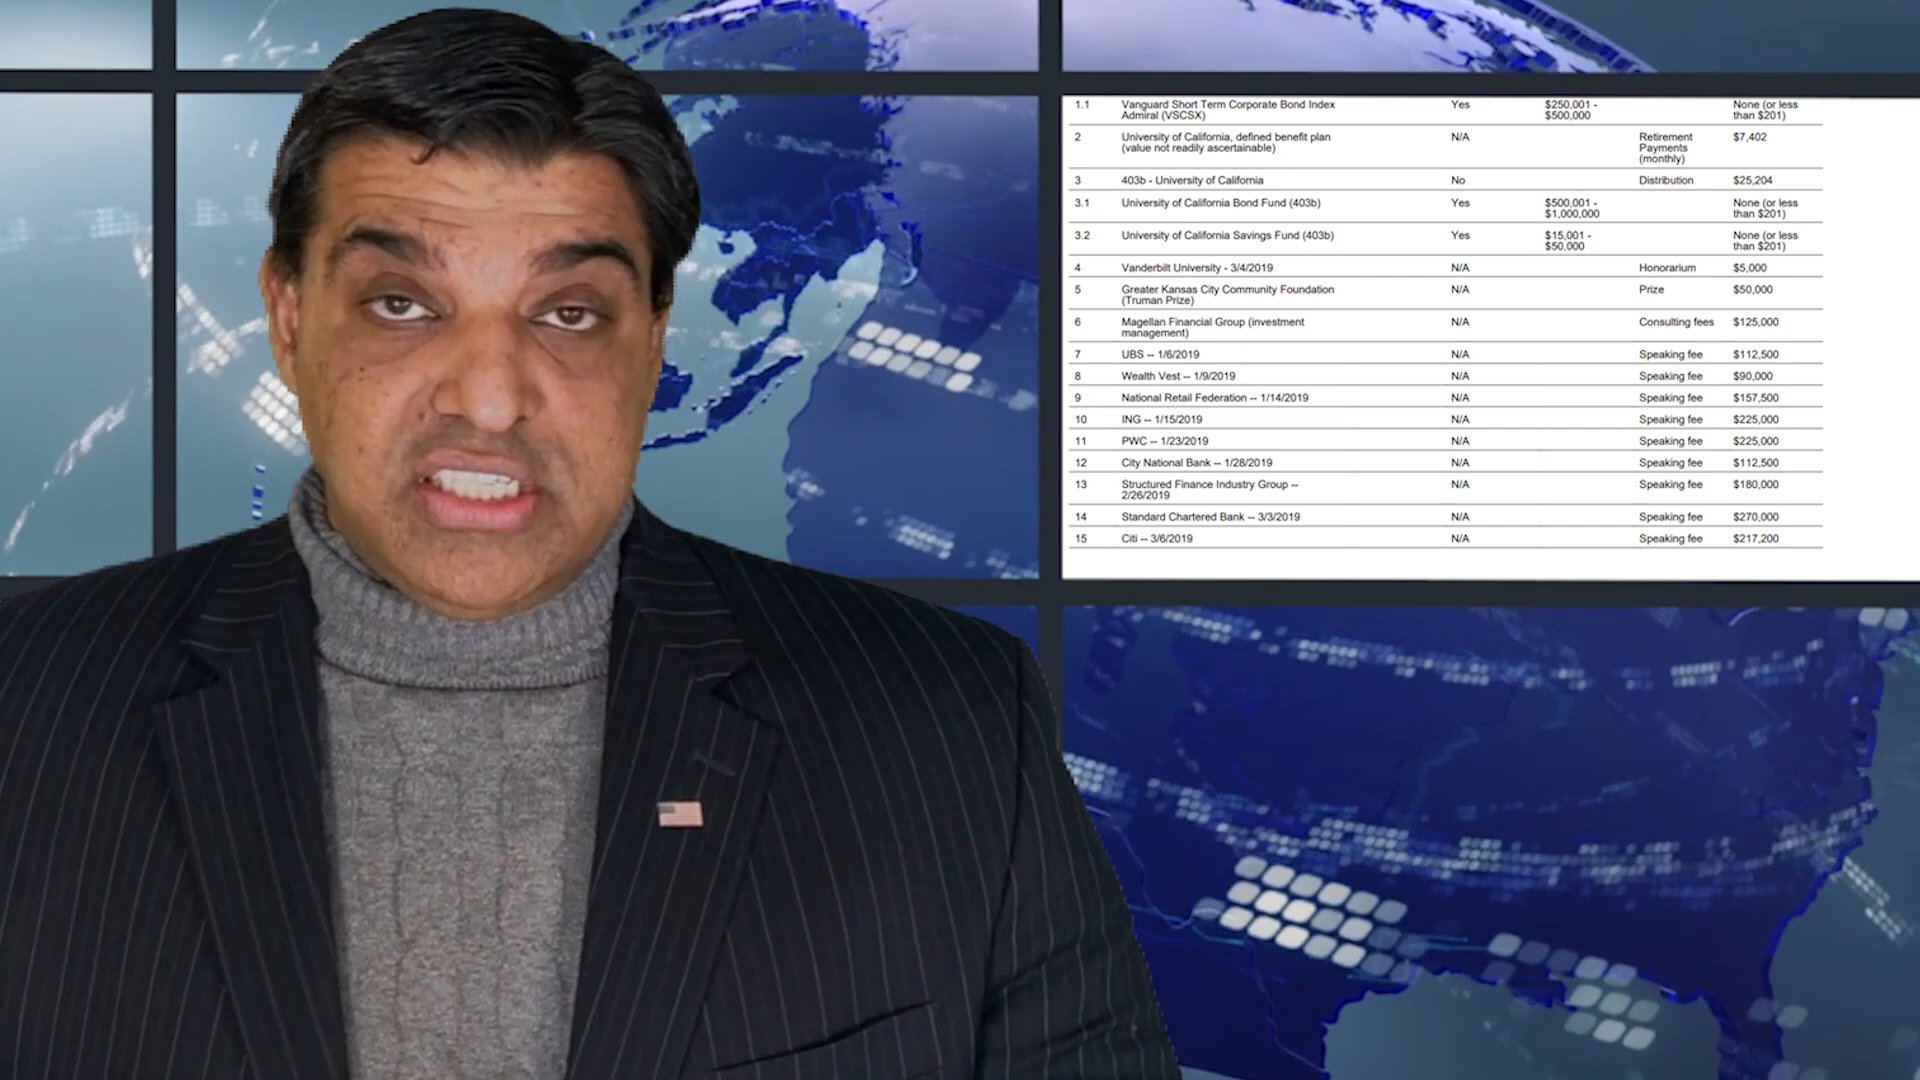 1.1 Vanguard Short Term Corporate Bond Index Yes $250,001 - None (or less
Admiral (VSCSX) $500,000 than $201)
2 University of California, defined benefit plan N/A Retirement $7,402
(value not readily ascertainable) Payments
(monthly)
3 403b - University of California No Distribution $25,204
3.1 University of California Bond Fund (403b) Yes $500,001 - None (or less
$1,000,000 than $201)
3.2 University of California Savings Fund (403b) Yes $15,001 - None (or less
$50,000 than $201)
4 Vanderbilt University - 3/4/2019 N/A Honorarium $5,000
5 Greater Kansas City Community Foundation N/A Prize $50,000
(Truman Prize)
6 Magellan Financial Group (investment N/A Consulting fees $125,000
management)
7 UBS -- 1/6/2019 N/A Speaking fee $112,500
8 Wealth Vest -- 1/9/2019 N/A Speaking fee $90,000
9 National Retail Federation -- 1/14/2019 N/A Speaking fee $157,500
10 ING -- 1/15/2019 N/A Speaking fee $225,000
11 PWC -- 1/23/2019 N/A Speaking fee $225,000
12 City National Bank -- 1/28/2019 N/A Speaking fee $112,500
13 Structured Finance Industry Group -- N/A Speaking fee $180,000
2/26/2019
14 Standard Chartered Bank -- 3/3/2019 N/A Speaking fee $270,000
15 Citi -- 3/6/2019 N/A Speaking fee $217,200